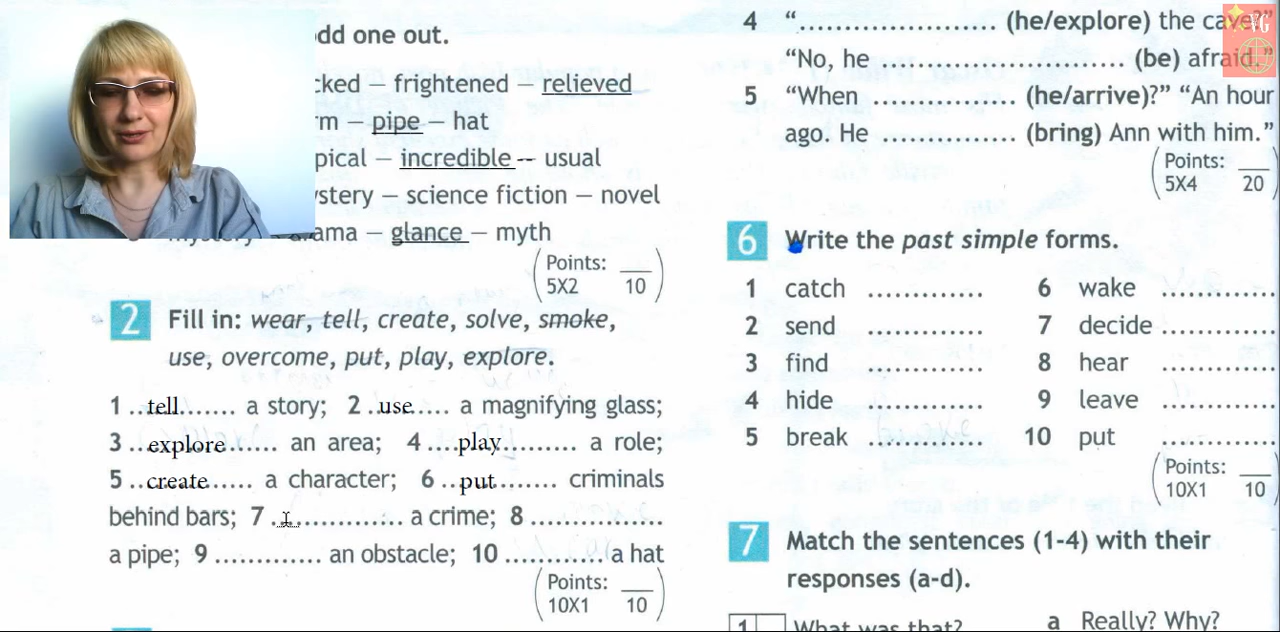 dd one out.
cked – frightened – relieved
rm – pipe – hat
pical – incredible -- usual
stery – science fiction – novel
ama – glance – myth
Points:
5X2 10
2 Fill in: wear, tell, create, solve, smoke,
use, overcome, put, play, explore.
1 ..tell....... a story; 2 ..use..... a magnifying glass;
3 ...explore...... an area; 4 ....play.......... a role;
5 ..create...... a character; 6 ..put........ criminals
behind bars; 7 ................ a crime; 8 ................
a pipe; 9 ............. an obstacle; 10 ............ a hat
Points:
10X1 10
4 “....................... (he/explore) the cave?”
“No, he .......................... (be) afraid.”
5 “When ................ (he/arrive)?” “An hour
ago. He ................ (bring) Ann with him.”
Points:
5X4 20
6 Write the past simple forms.
1 catch ............. 6 wake .............
2 send ............. 7 decide .............
3 find ............. 8 hear .............
4 hide ............. 9 leave .............
5 break ............. 10 put .............
Points:
10X1 10
7 Match the sentences (1-4) with their
responses (a-d).
1 What was that? a Really? Why?
VG